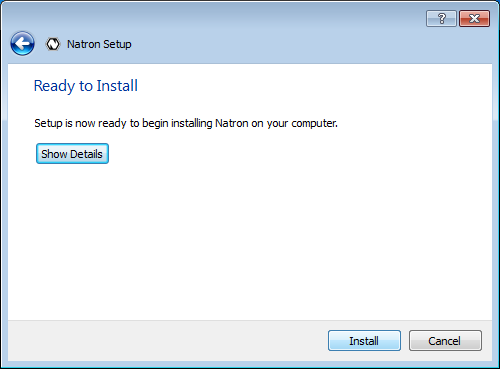 ?
Natron Setup
Ready to Install
Setup is now ready to begin installing Natron on your computer.
Show Details
Install
Cancel